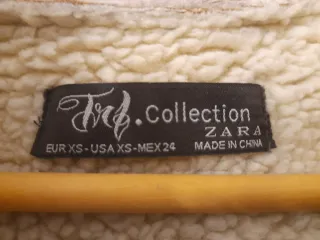 Trf. Collection
ZARA
EUR XS - USA XS - MEX 24 MADE IN CHINA